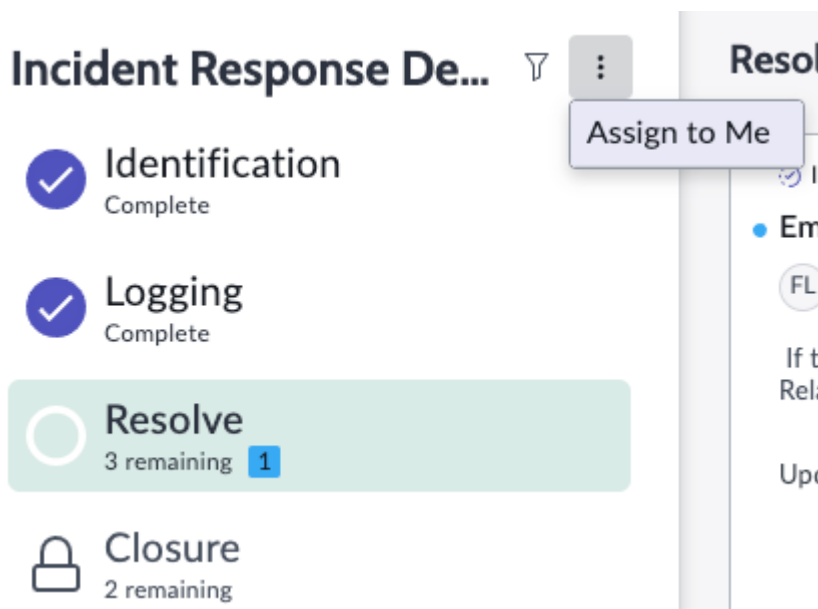 Incident Response De...
Assign to Me
Identification
Complete
Logging
Complete
Resolve
3 remaining 1
Closure
2 remaining
Resol
Em
FL
If t
Rel
Upd